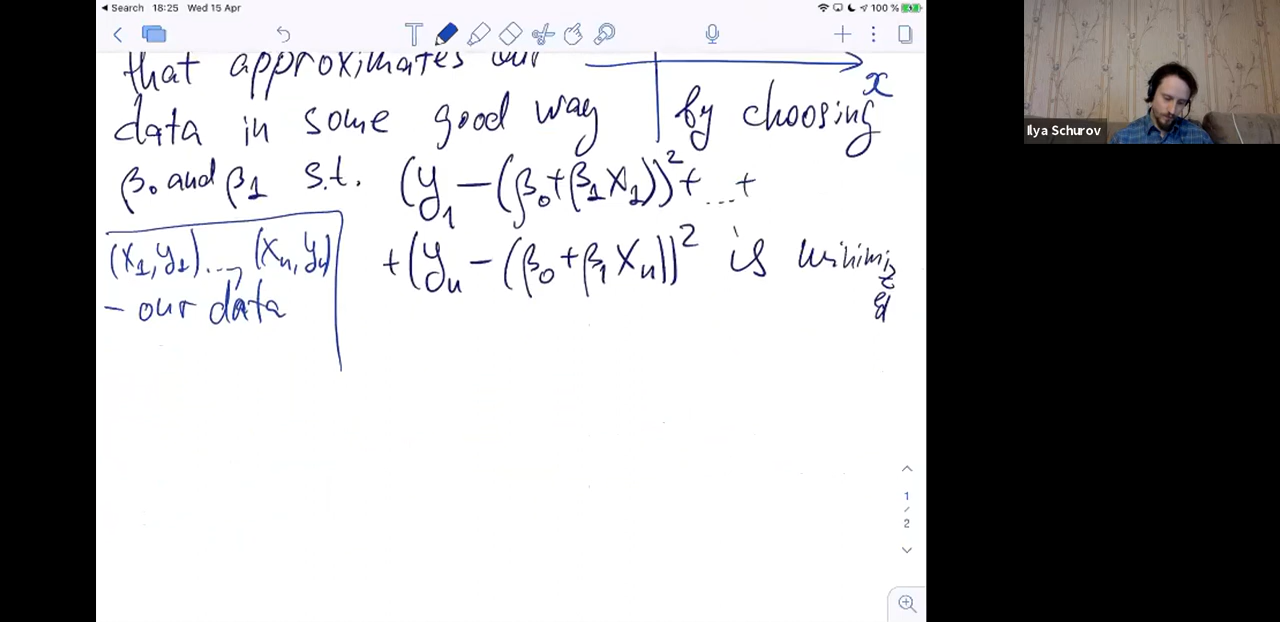 Search 18:25 Wed 15 Apr 100 %
T
that approximates our
x
data in some good way by choosing
β₀ and β₁ s.t. (y₁ − (β₀+β₁x₁))² + ... +
(x₁,y₁)..., (xₙ,yₙ) +(yₙ − (β₀+β₁xₙ))² is minimized
– our data
Ilya Schurov
1
/
2